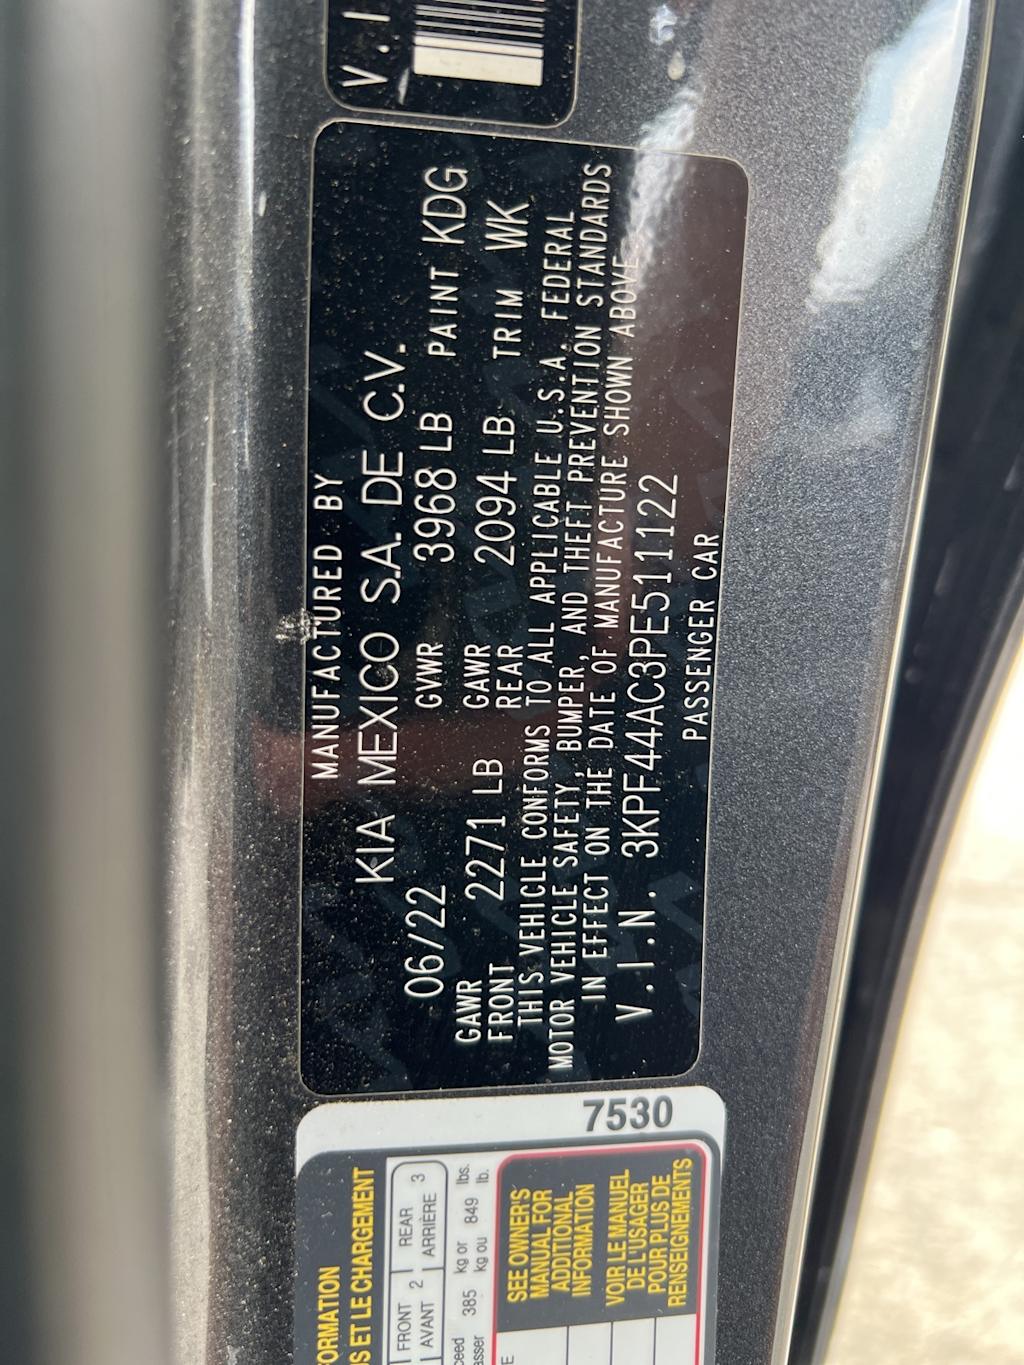 V.I
MANUFACTURED BY
KIA MEXICO S.A. DE C.V.
06/22 GVWR 3968 LB PAINT KDG
GAWR FRONT 2271 LB GAWR REAR 2094 LB TRIM WK
THIS VEHICLE CONFORMS TO ALL APPLICABLE U.S.A. FEDERAL
MOTOR VEHICLE SAFETY, BUMPER, AND THEFT PREVENTION STANDARDS
IN EFFECT ON THE DATE OF MANUFACTURE SHOWN ABOVE
V.I.N. 3KPF44AC3PE511122
PASSENGER CAR
7530
ORMATION
S ET LE CHARGEMENT
FRONT 2 REAR 3
AVANT ARRIÈRE
ceed 385 kg or 849 lbs.
asser kg ou lb.
E
SEE OWNER'S
MANUAL FOR
ADDITIONAL
INFORMATION
VOIR LE MANUEL
DE L'USAGER
POUR PLUS DE
RENSEIGNEMENTS